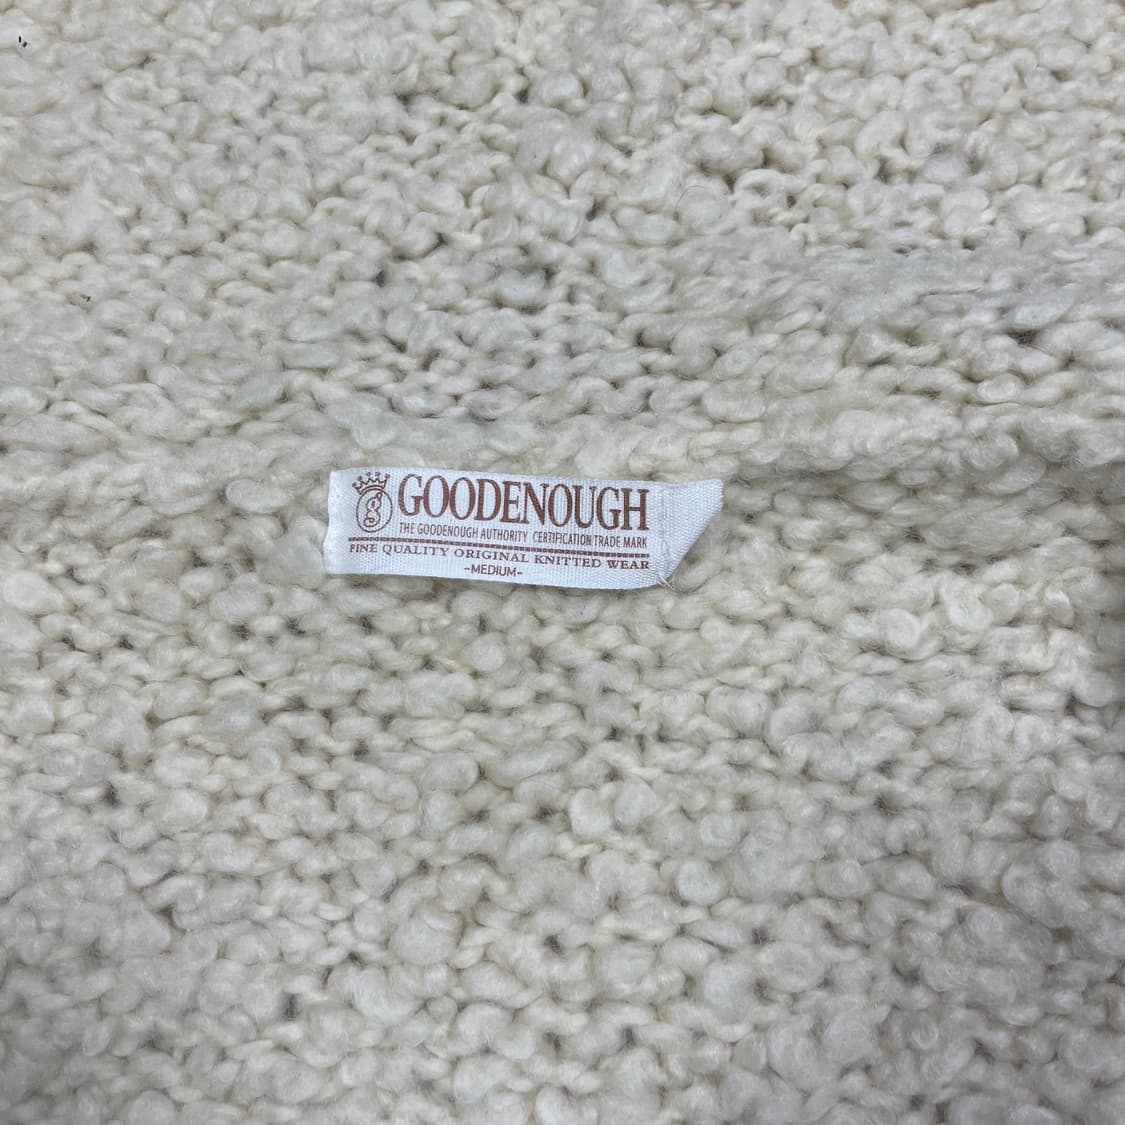 GOODENOUGH
THE GOODENOUGH AUTHORITY CERTIFICATION TRADE MARK
FINE QUALITY ORIGINAL KNITTED WEAR
-MEDIUM-